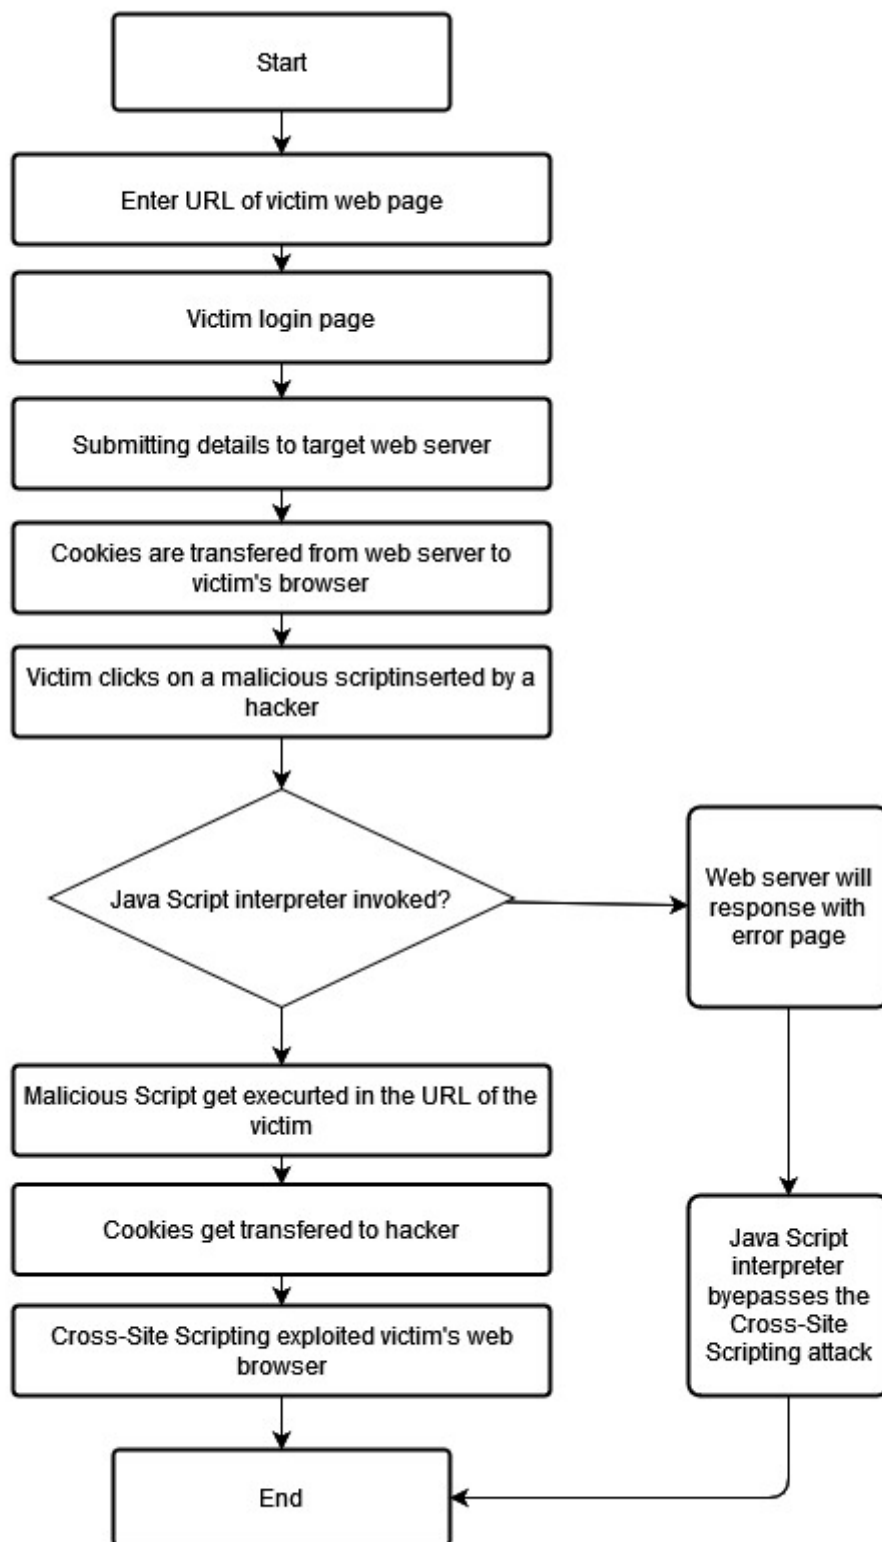 Start
Enter URL of victim web page
Victim login page
Submitting details to target web server
Cookies are transfered from web server to
victim's browser
Victim clicks on a malicious scriptinserted by a
hacker
Java Script interpreter invoked?
Web server will
response with
error page
Malicious Script get execurted in the URL of the
victim
Cookies get transfered to hacker
Cross-Site Scripting exploited victim's web
browser
Java Script
interpreter
byepasses the
Cross-Site
Scripting attack
End